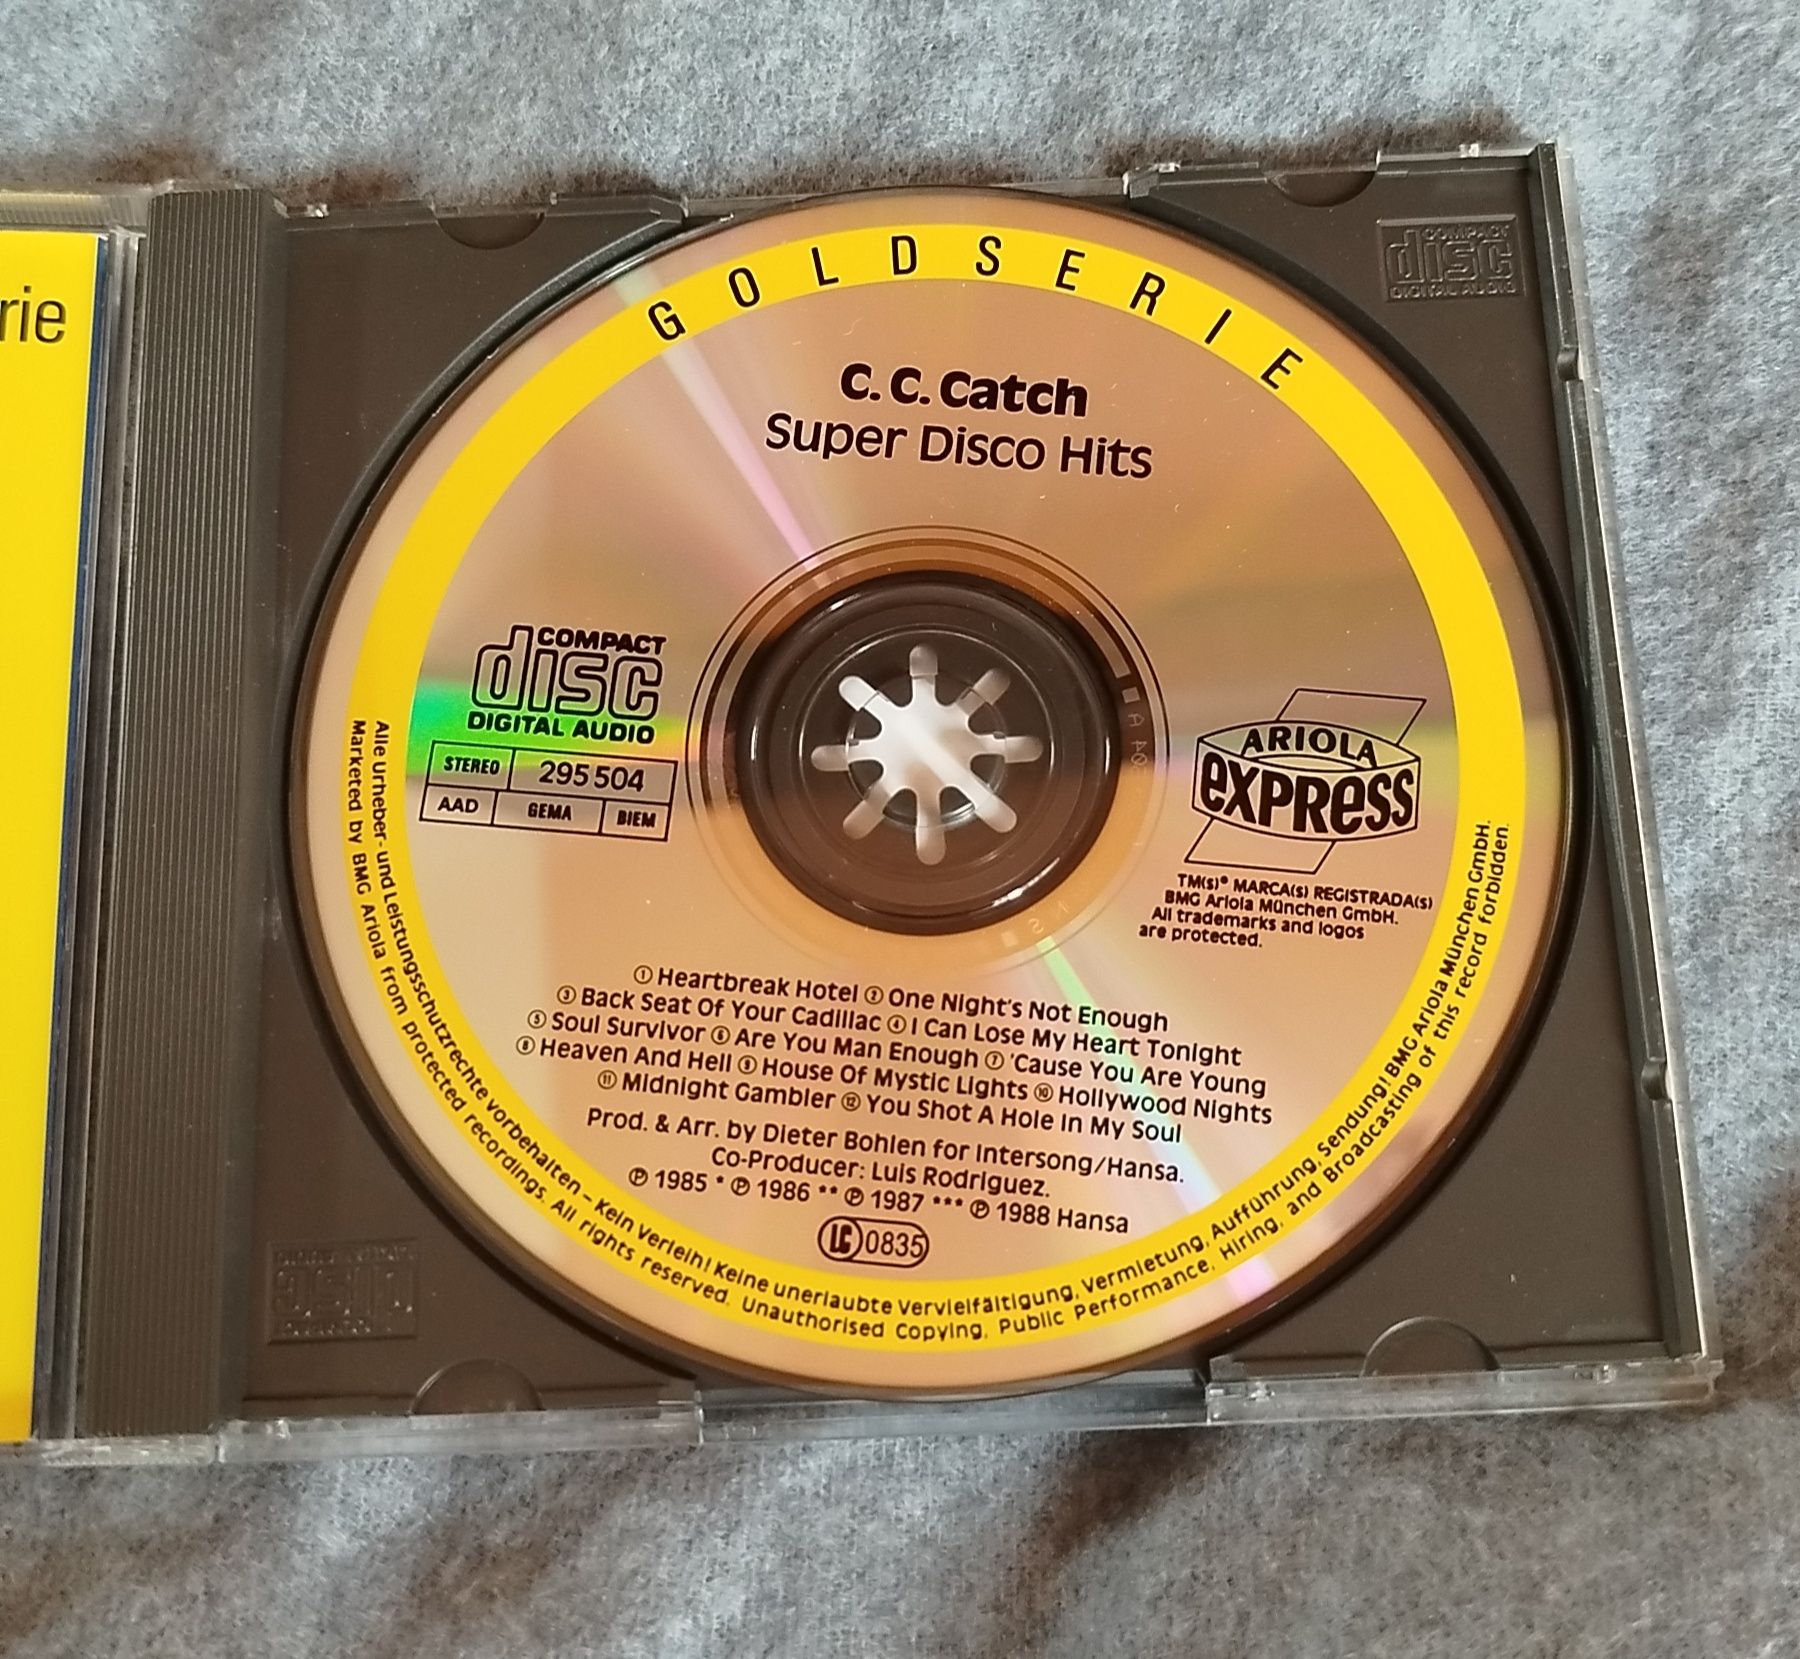 rie
GOLDSERIE
C.C.Catch
Super Disco Hits
COMPACT
disc
DIGITAL AUDIO
STEREO 295 504
AAD GEMA BIEM
ARIOLA
EXPRESS
TM(S)® MARCA(S) REGISTRADA(S)
BMG Ariola München GmbH.
All trademarks and logos
are protected.
① Heartbreak Hotel ② One Night's Not Enough
③ Back Seat Of Your Cadillac ④ I Can Lose My Heart Tonight
⑤ Soul Survivor ⑥ Are You Man Enough ⑦ 'Cause You Are Young
⑧ Heaven And Hell ⑨ House Of Mystic Lights ⑩ Hollywood Nights
⑪ Midnight Gambler ⑫ You Shot A Hole In My Soul
Prod. & Arr. by Dieter Bohlen for Intersong/Hansa.
Co-Producer: Luis Rodriguez.
℗ 1985 * ℗ 1986 ** ℗ 1987 *** ℗ 1988 Hansa
LC 0835
Alle Urheber- und Leistungsschutzrechte vorbehalten – Kein Verleih! Keine unerlaubte Vervielfältigung, Vermietung, Aufführung, Sendung! BMG Ariola München GmbH.
Marketed by BMG Ariola from protected recordings. All rights reserved. Unauthorised Copying, Public Performance, Hiring, and Broadcasting of this record forbidden.
COMPACT
disc
DIGITAL AUDIO